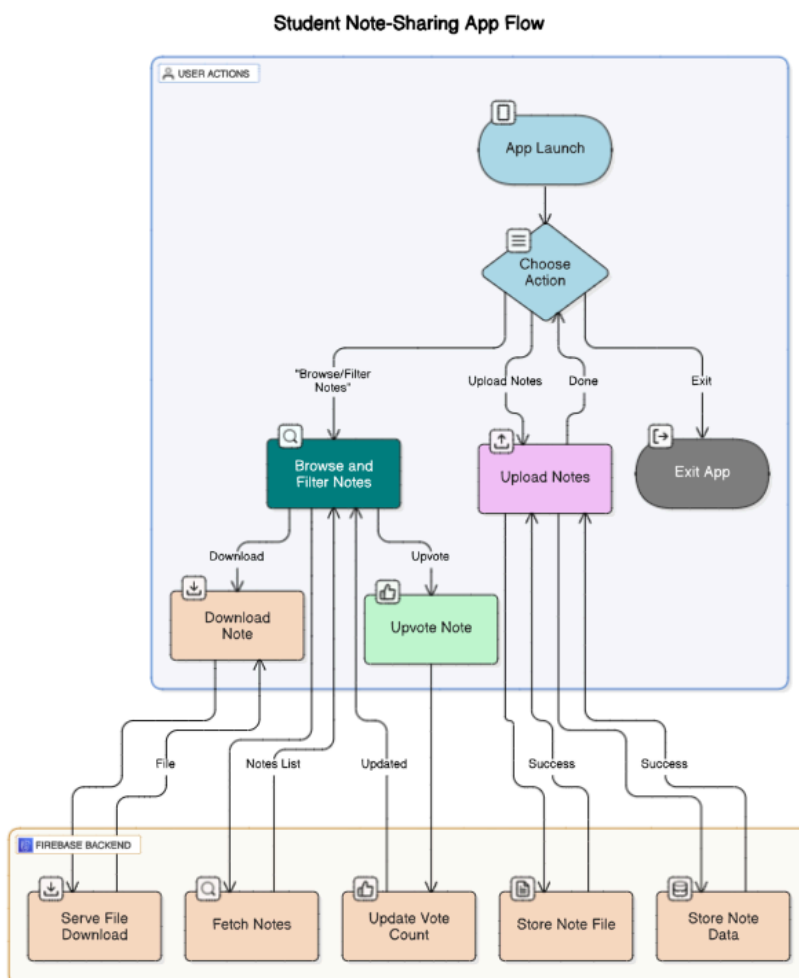 Student Note-Sharing App Flow
USER ACTIONS
App Launch
Choose
Action
"Browse/Filter
Notes"
Upload Notes
Done
Exit
Browse and
Filter Notes
Upload Notes
Exit App
Download
Upvote
Download
Note
Upvote Note
File
Notes List
Updated
Success
Success
FIREBASE BACKEND
Serve File
Download
Fetch Notes
Update Vote
Count
Store Note File
Store Note
Data